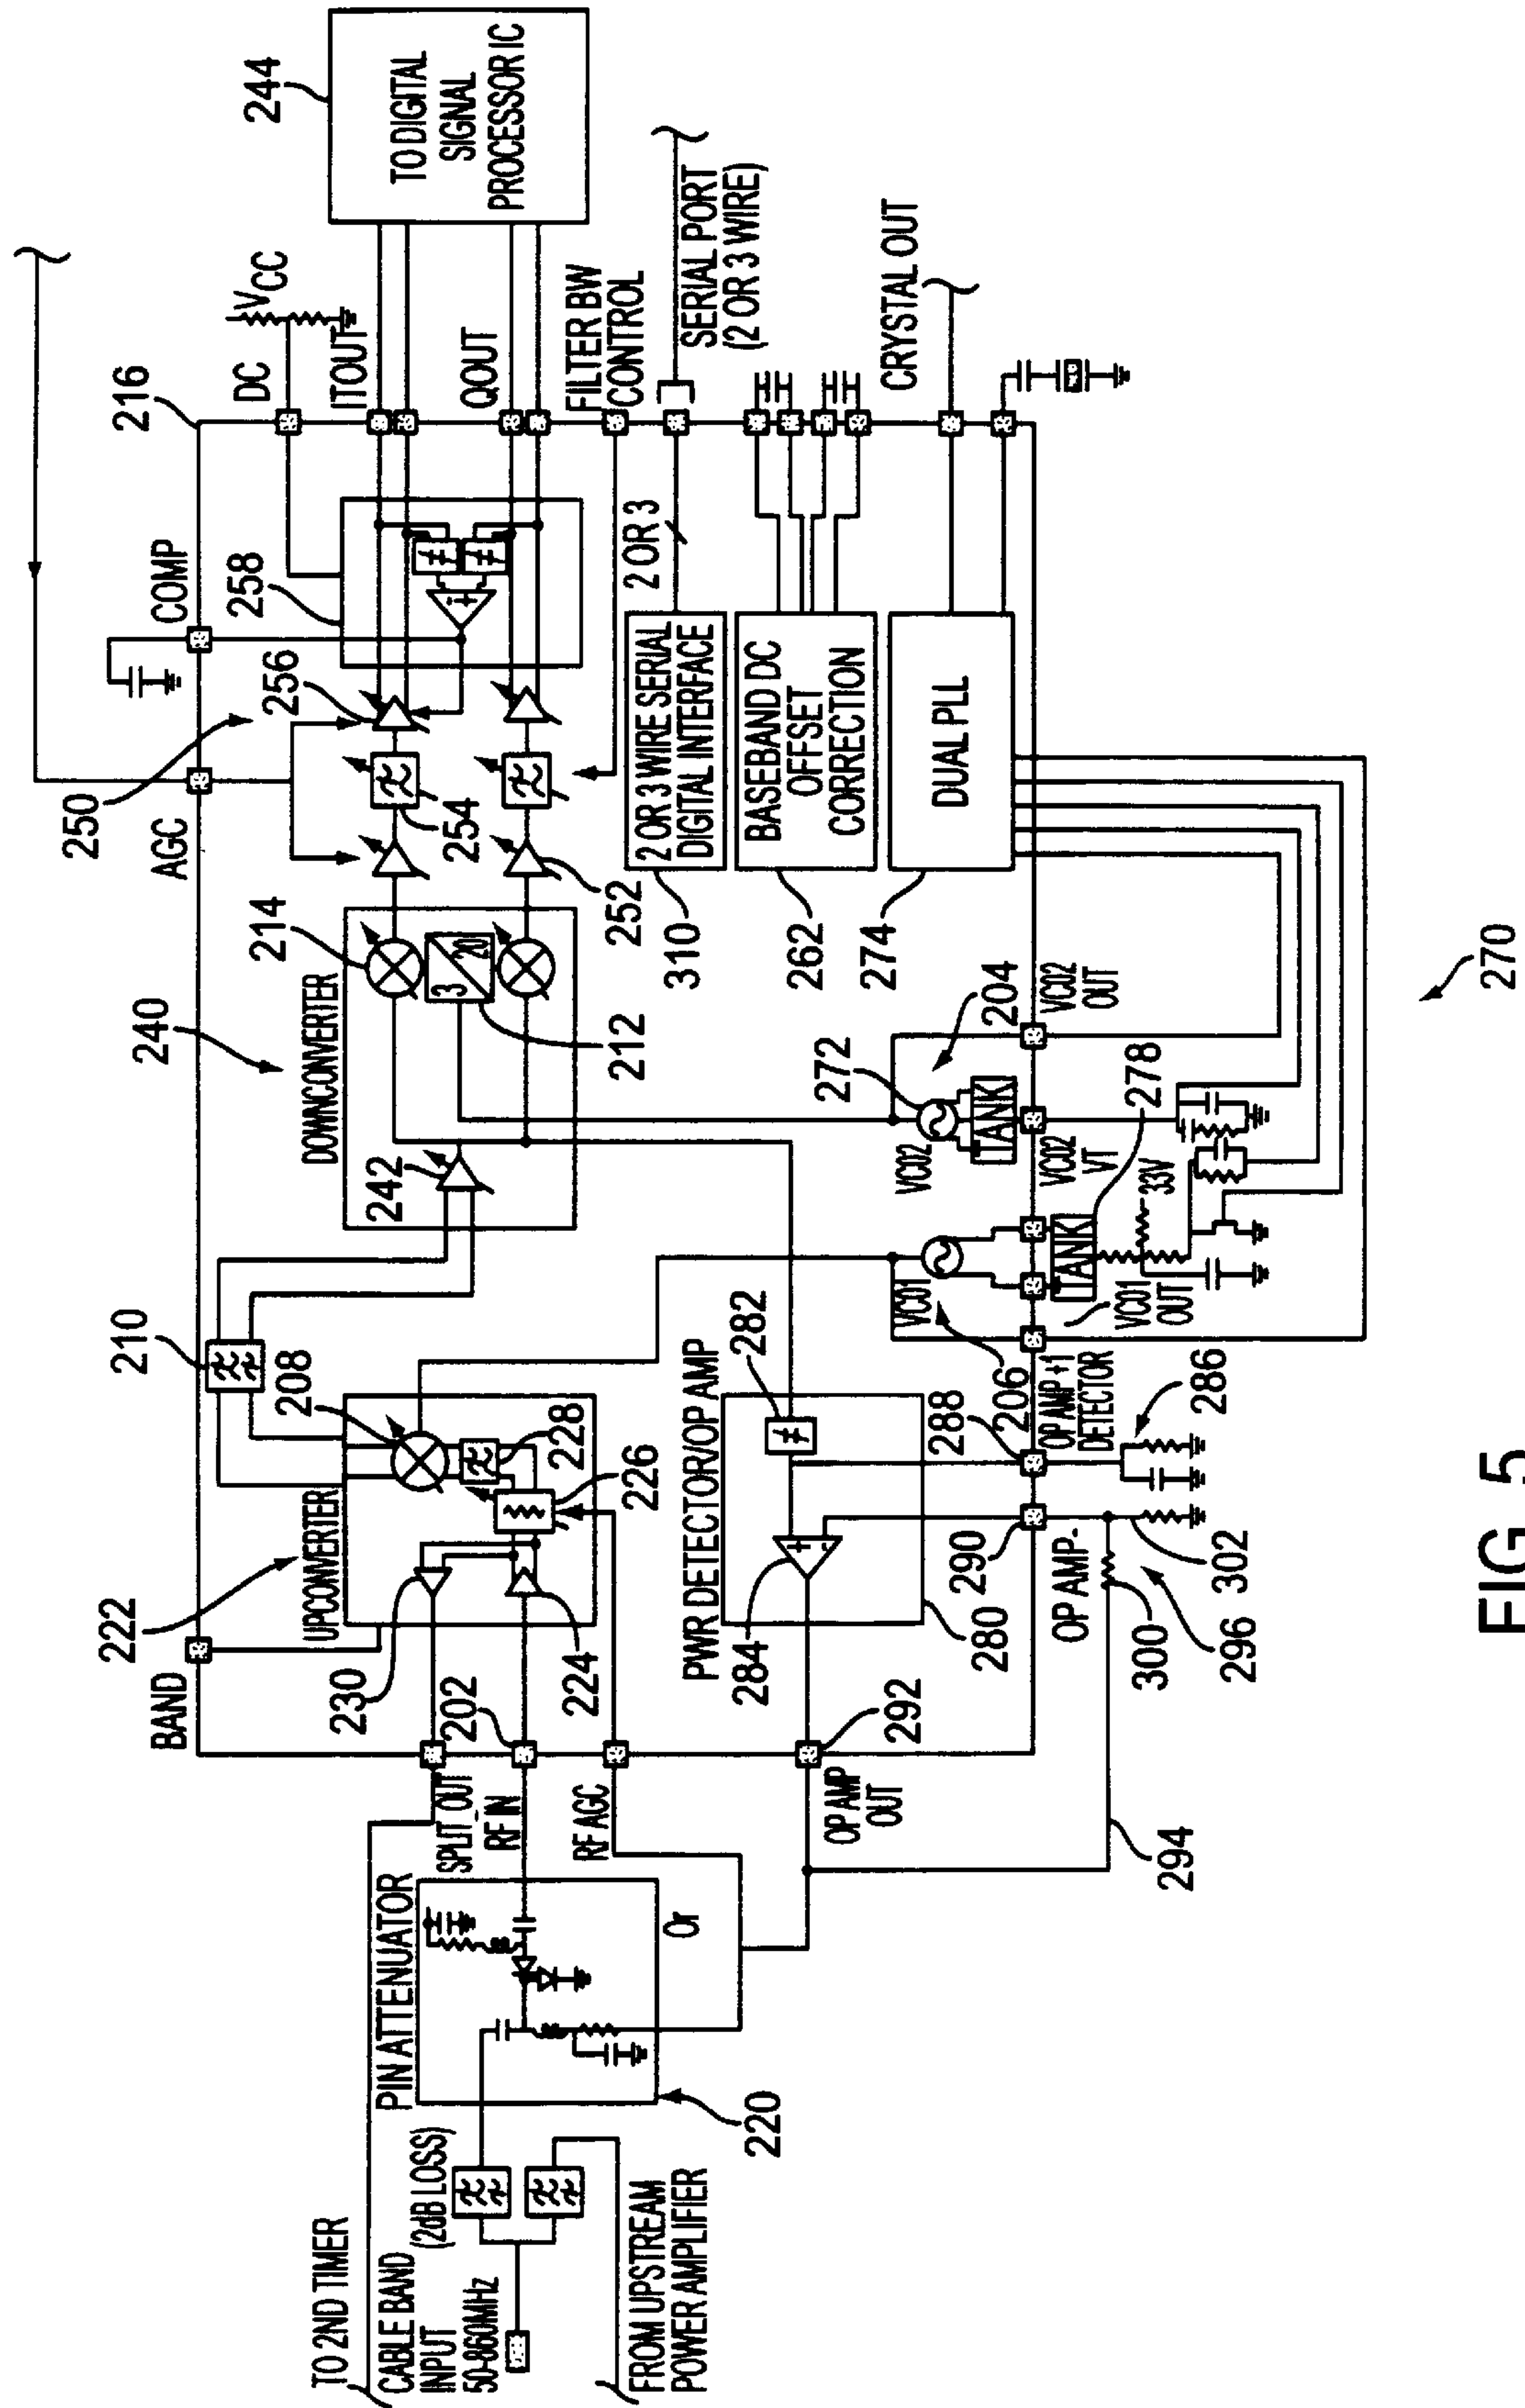 TO 2ND TIMER
CABLE BAND
INPUT
50-860MHz
(2dB LOSS)
FROM UPSTREAM
POWER AMPLIFIER
PIN ATTENUATOR
220
Or
SPLIT_OUT
RF IN
RF AGC
OP AMP
OUT
202
292
294
BAND
222
UPCONVERTER
230
224
226
228
208
210
PWR DETECTOR/OP AMP
284
282
280
+
-
OP AMP-
290
288
300
302
296
286
OP AMP +1
DETECTOR
206
VCO1
VCO1
OUT
TANK
278
33V
VCO2
VCO2
VT
TANK
272
204
VCO2
OUT
270
240
DOWNCONVERTER
242
214
212
3
20
AGC
250
252
254
256
258
COMP
216
DC
VCC
ITOUT
QOUT
FILTER BW
CONTROL
244
TO DIGITAL
SIGNAL
PROCESSOR IC
2 OR 3
SERIAL PORT
(2 OR 3 WIRE)
2 OR 3 WIRE SERIAL
DIGITAL INTERFACE
310
BASEBAND DC
OFFSET
CORRECTION
262
DUAL PLL
274
CRYSTAL OUT
FIG. 5